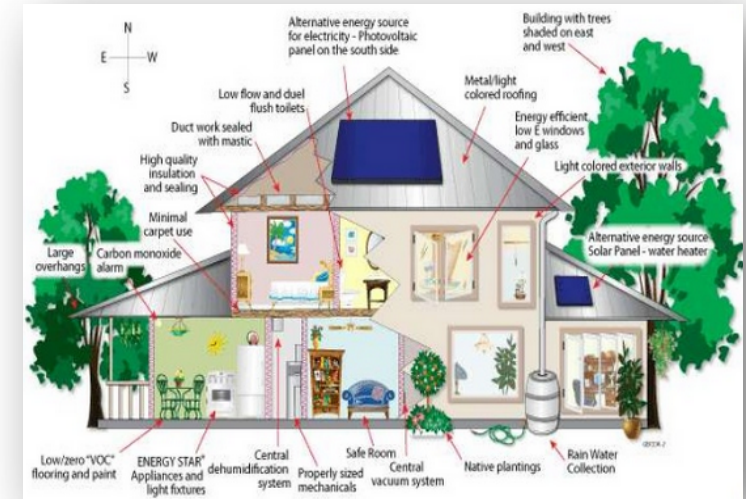 N
E
W
S
Alternative energy source
for electricity - Photovoltaic
panel on the south side
Building with trees
shaded on east
and west
Low flow and duel
flush toilets
Metal/light
colored roofing
Duct work sealed
with mastic
Energy efficient
low E windows
and glass
High quality
insulation
and sealing
Light colored exterior walls
Minimal
carpet use
Large
overhangs
Carbon monoxide
alarm
Alternative energy source
Solar Panel - water heater
Low/zero "VOC"
flooring and paint
ENERGY STAR®
Appliances and
light fixtures
Central
dehumidification
system
Properly sized
mechanicals
Safe Room
Central
vacuum system
Native plantings
Rain Water
Collection